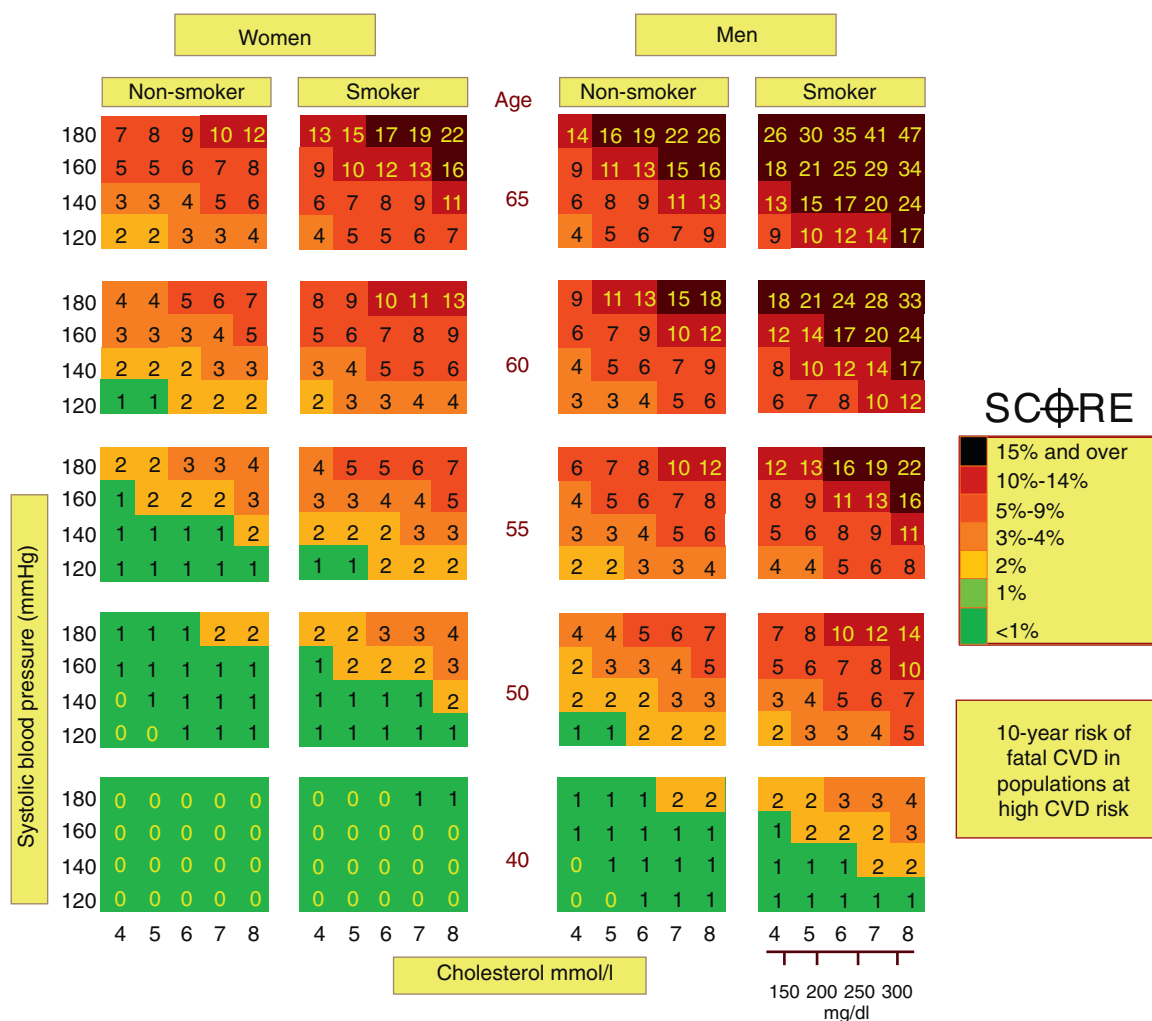 Women Men
Non-smoker Smoker Age Non-smoker Smoker
180 7 8 9 10 12 13 15 17 19 22 14 16 19 22 26 26 30 35 41 47
160 5 5 6 7 8 9 10 12 13 16 9 11 13 15 16 18 21 25 29 34
65
140 3 3 4 5 6 6 7 8 9 11 6 8 9 11 13 13 15 17 20 24
120 2 2 3 3 4 4 5 5 6 7 4 5 6 7 9 9 10 12 14 17
180 4 4 5 6 7 8 9 10 11 13 9 11 13 15 18 18 21 24 28 33
160 3 3 3 4 5 5 6 7 8 9 6 7 9 10 12 12 14 17 20 24
60
140 2 2 2 3 3 3 4 5 5 6 4 5 6 7 9 8 10 12 14 17
120 1 1 2 2 2 2 3 3 4 4 3 3 4 5 6 6 7 8 10 12
180 2 2 3 3 4 4 5 5 6 7 6 7 8 10 12 12 13 16 19 22
160 1 2 2 2 3 3 3 4 4 5 4 5 6 7 8 8 9 11 13 16
55
140 1 1 1 1 2 2 2 2 3 3 3 3 4 5 6 5 6 8 9 11
120 1 1 1 1 1 1 1 2 2 2 2 2 3 3 4 4 4 5 6 8
180 1 1 1 2 2 2 2 3 3 4 4 4 5 6 7 7 8 10 12 14
160 1 1 1 1 1 1 2 2 2 3 2 3 3 4 5 5 6 7 8 10
50
140 0 1 1 1 1 1 1 1 1 2 2 2 2 3 3 3 4 5 6 7
120 0 0 1 1 1 1 1 1 1 1 1 1 2 2 2 2 3 3 4 5
180 0 0 0 0 0 0 0 0 1 1 1 1 1 2 2 2 2 3 3 4
160 0 0 0 0 0 0 0 0 0 0 1 1 1 1 1 1 2 2 2 3
40
140 0 0 0 0 0 0 0 0 0 0 0 1 1 1 1 1 1 1 2 2
120 0 0 0 0 0 0 0 0 0 0 0 0 1 1 1 1 1 1 1 1
4 5 6 7 8 4 5 6 7 8 4 5 6 7 8 4 5 6 7 8
Systolic blood pressure (mmHg)
Cholesterol mmol/l
150 200 250 300
mg/dl
SCORE
15% and over
10%-14%
5%-9%
3%-4%
2%
1%
<1%
10-year risk of
fatal CVD in
populations at
high CVD risk